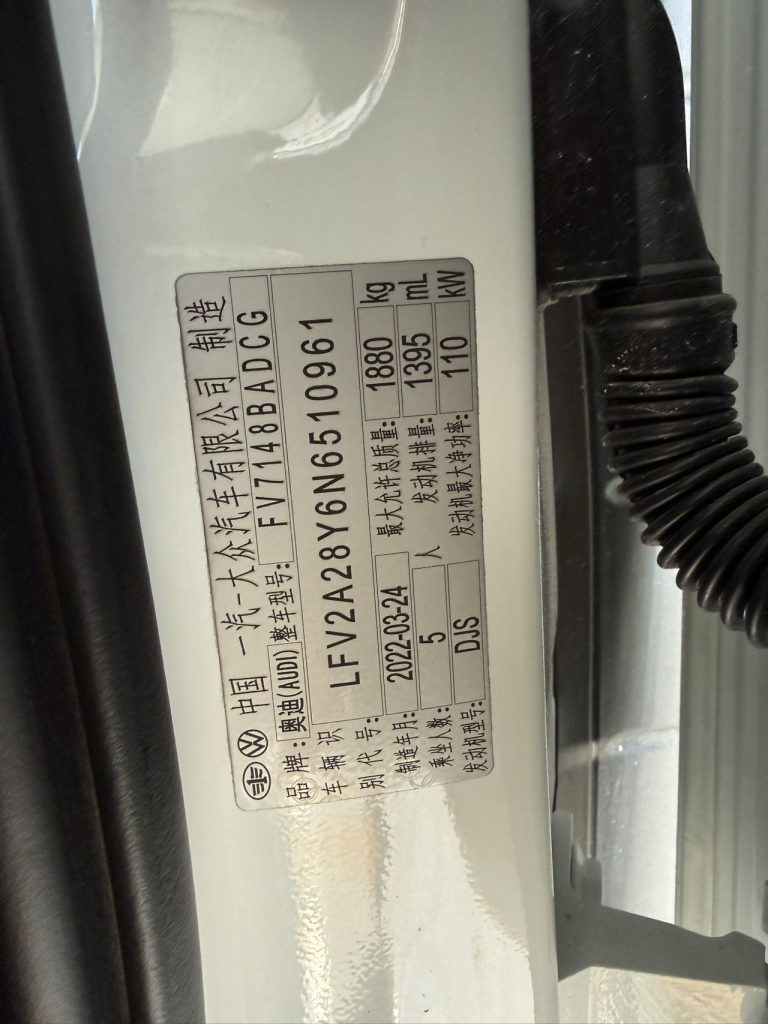 中国 一汽-大众汽车有限公司 制造
品牌:奥迪(AUDI) 整车型号: FV7148BADCG
车辆识别代号: LFV2A28Y6N6510961
制造年月: 2022-03-24 最大允许总质量: 1880 kg
乘坐人数: 5 人 发动机排量: 1395 mL
发动机型号: DJS 发动机最大净功率: 110 kW